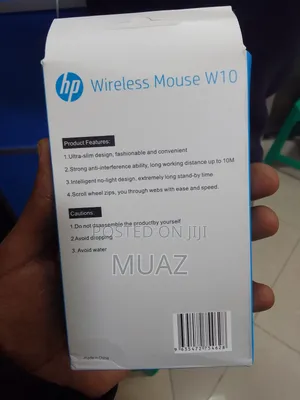 hp Wireless Mouse W10
Product Features:
1.Ultra-slim design, fashionable and convenient
2.Strong anti-interference ability, long working distance up to 10M
3.Intelligent no-light design, extremely long stand-by time
4.Scroll wheel zips, you through webs with ease and speed.
Cautions:
1.Do not disassemble the productby yourself
2.Avoid dropping
POSTED ON JIJI
MUAZ
3. Avoid water